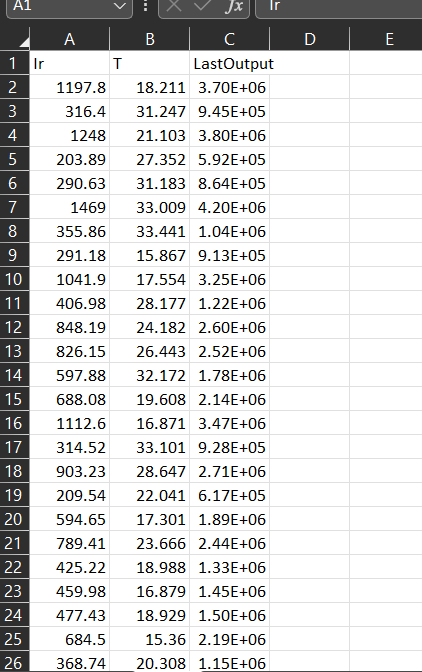 A1 fx Ir
A B C D E
1 Ir T LastOutput
2 1197.8 18.211 3.70E+06
3 316.4 31.247 9.45E+05
4 1248 21.103 3.80E+06
5 203.89 27.352 5.92E+05
6 290.63 31.183 8.64E+05
7 1469 33.009 4.20E+06
8 355.86 33.441 1.04E+06
9 291.18 15.867 9.13E+05
10 1041.9 17.554 3.25E+06
11 406.98 28.177 1.22E+06
12 848.19 24.182 2.60E+06
13 826.15 26.443 2.52E+06
14 597.88 32.172 1.78E+06
15 688.08 19.608 2.14E+06
16 1112.6 16.871 3.47E+06
17 314.52 33.101 9.28E+05
18 903.23 28.647 2.71E+06
19 209.54 22.041 6.17E+05
20 594.65 17.301 1.89E+06
21 789.41 23.666 2.44E+06
22 425.22 18.988 1.33E+06
23 459.98 16.879 1.45E+06
24 477.43 18.929 1.50E+06
25 684.5 15.36 2.19E+06
26 368.74 20.308 1.15E+06